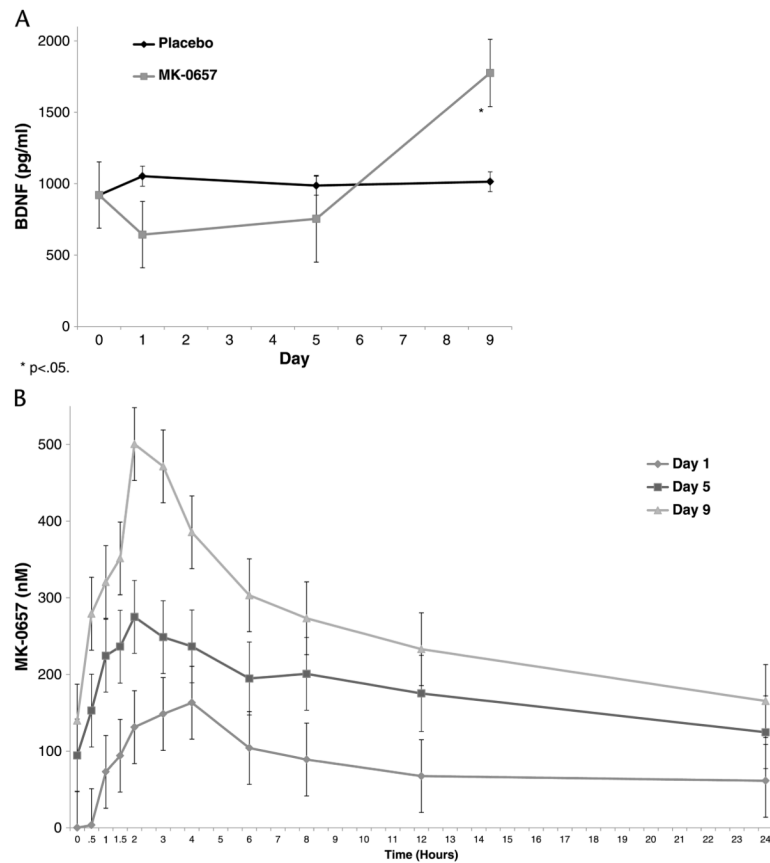 A
Placebo
MK-0657
BDNF (pg/ml)
2000
1500
1000
500
0
*
0 1 2 3 4 5 6 7 8 9
Day
* p<.05.
B
Day 1
Day 5
Day 9
MK-0657 (nM)
500
400
300
200
100
0
0 .5 1 1.5 2 3 4 5 6 7 8 9 10 11 12 13 14 15 16 17 18 19 20 21 22 23 24
Time (Hours)